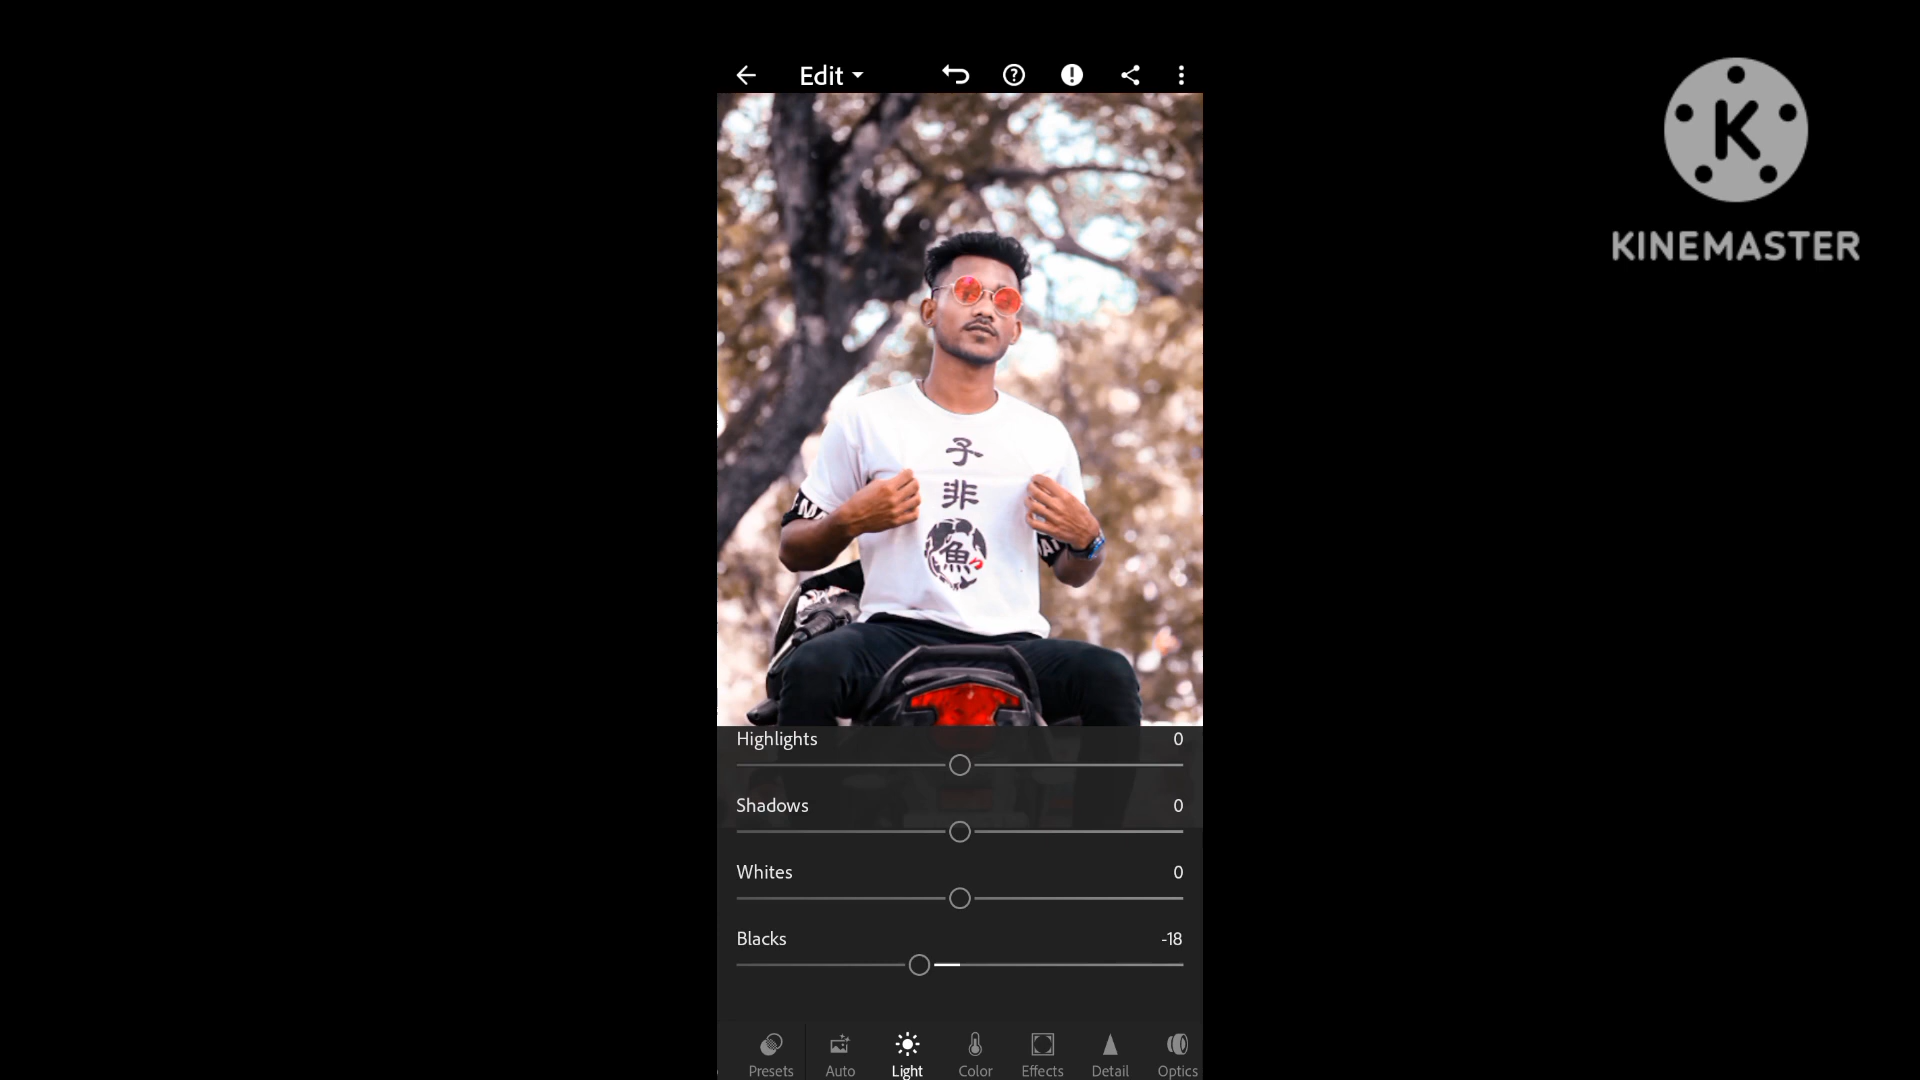 Edit
KINEMASTER
子
非
魚
Highlights 0
Shadows 0
Whites 0
Blacks -18
Presets Auto Light Color Effects Detail Optics